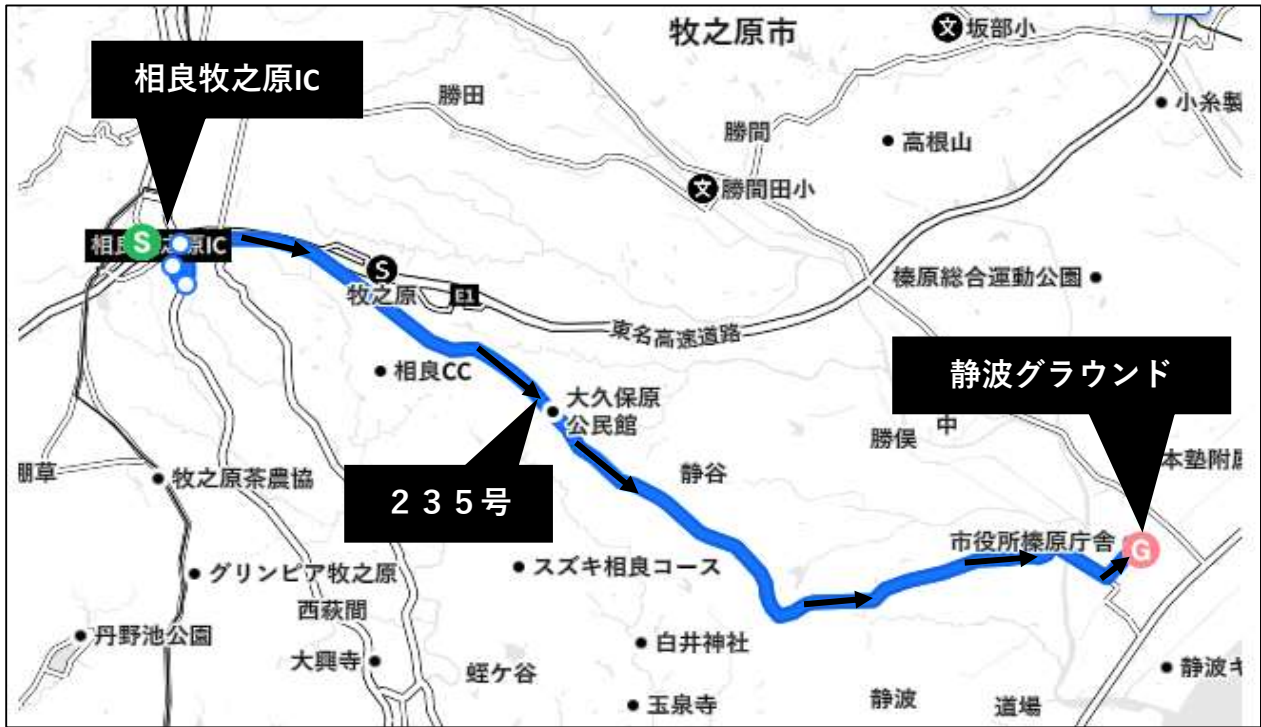 牧之原市
文 坂部小
相良牧之原IC
勝田
小糸製
勝間
高根山
文 勝間田小
S
相良
之原IC
S
牧之原
E1
榛原総合運動公園
東名高速道路
相良CC
静波グラウンド
大久保原
公民館
中
勝俣
本塾附属
棚草
牧之原茶農協
静谷
235号
市役所榛原庁舎
G
グリンピア牧之原
スズキ相良コース
西萩間
丹野池公園
白井神社
大興寺
蛭ケ谷
静波キ
玉泉寺
静波
道場